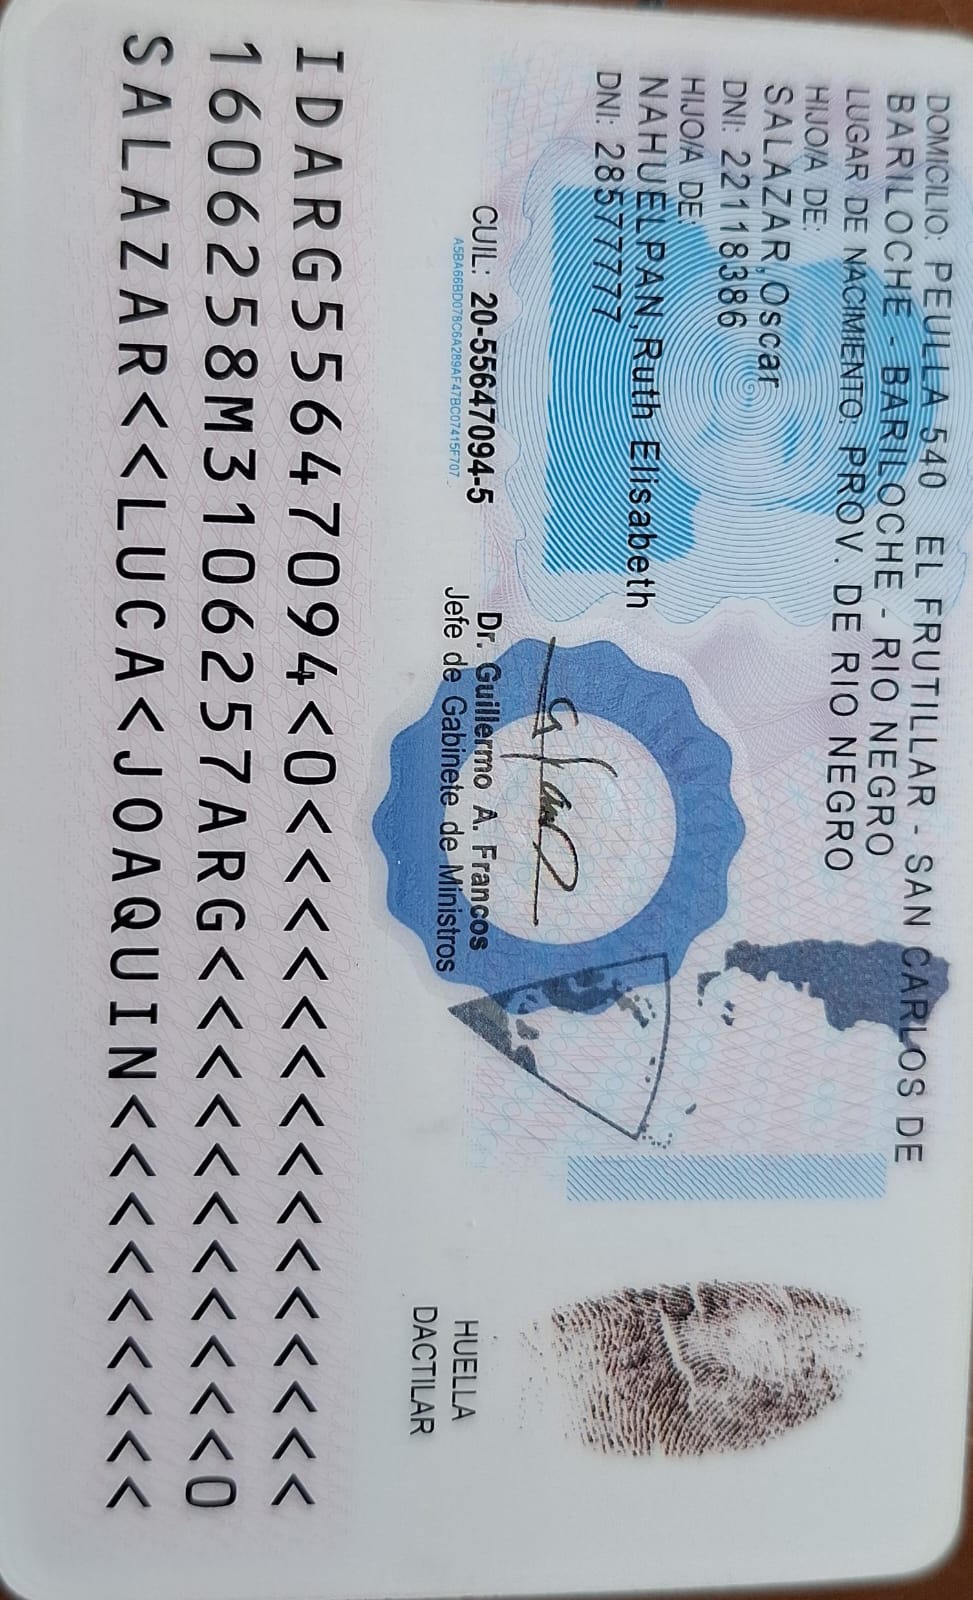 DOMICILIO: PEULLA 540 EL FRUTILLAR - SAN CARLOS DE
BARILOCHE - BARILOCHE - RIO NEGRO
LUGAR DE NACIMIENTO: PROV. DE RIO NEGRO
HIJO/A DE:
SALAZAR,Oscar
DNI: 22118386
HIJO/A DE:
NAHUELPAN,Ruth Elisabeth
DNI: 28577777
CUIL: 20-55647094-5
A5BA66BD078C6A289AF47BC07415F707
Dr. Guillermo A. Francos
Jefe de Gabinete de Ministros
HUELLA
DACTILAR
IDARG55647094<0<<<<<<<<<<<<<<<
1606258M3106257ARG<<<<<<<<<<<0
SALAZAR<<LUCA<JOAQUIN<<<<<<<<<